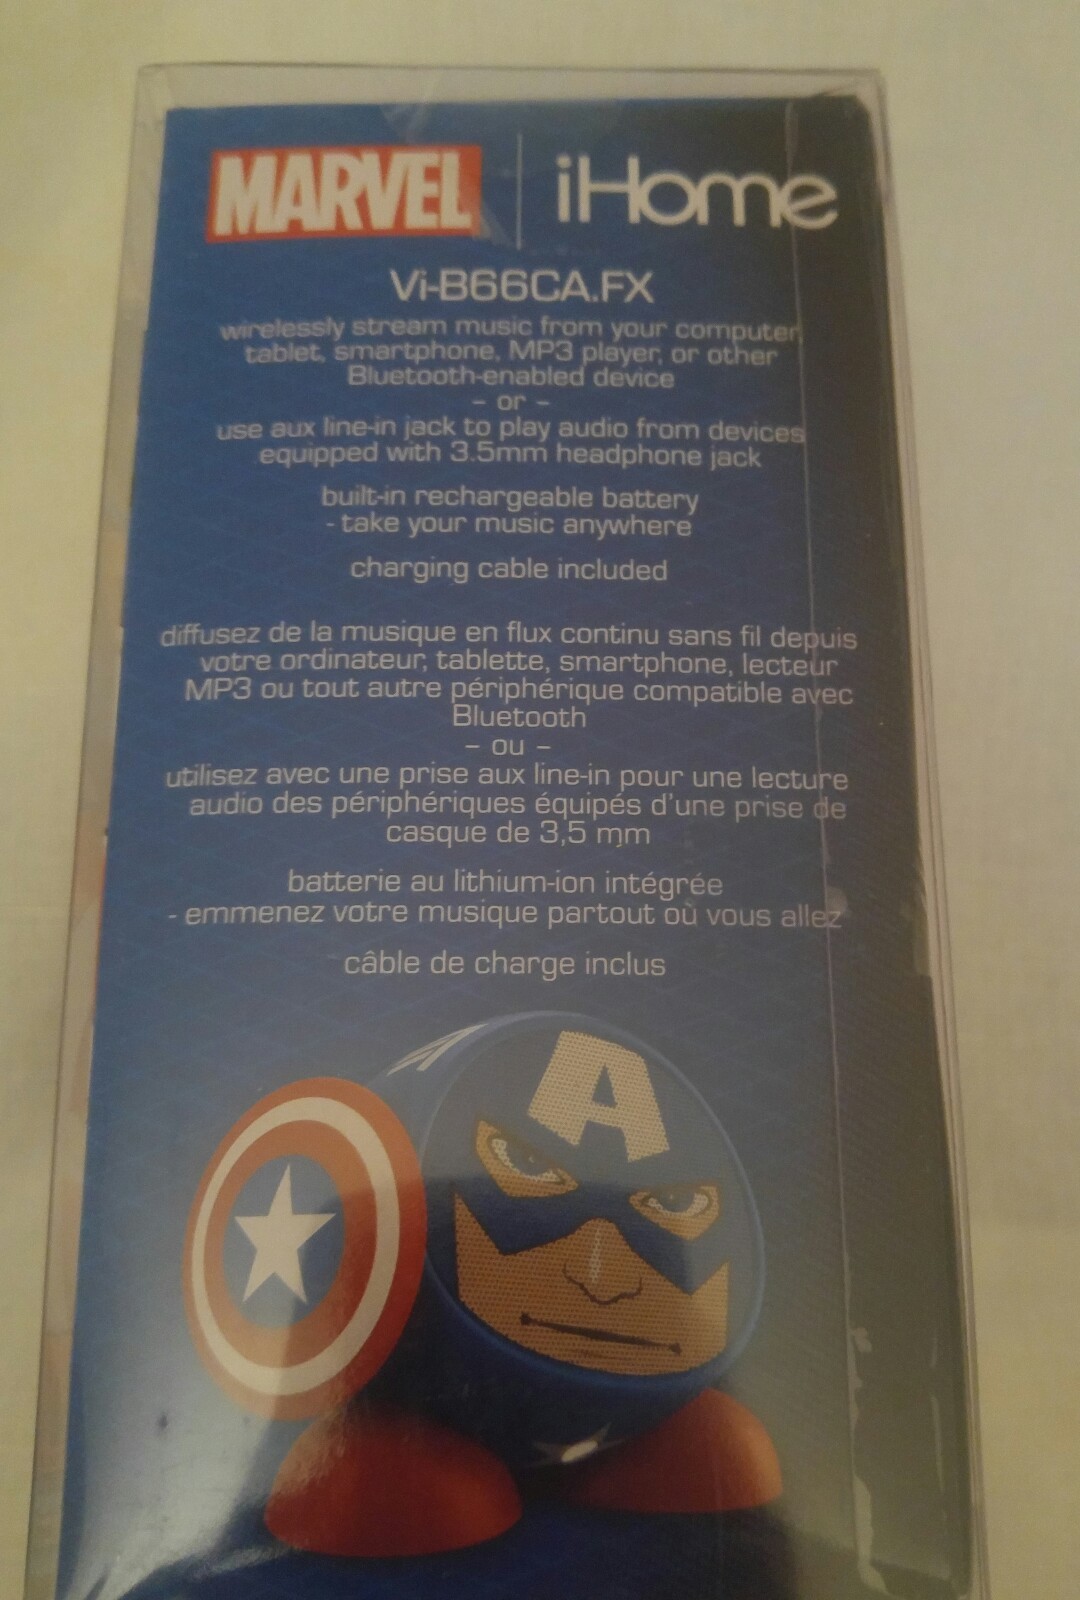 MARVEL | iHome
Vi-B66CA.FX
wirelessly stream music from your computer,
tablet, smartphone, MP3 player, or other
Bluetooth-enabled device
- or -
use aux line-in jack to play audio from devices
equipped with 3.5mm headphone jack
built-in rechargeable battery
- take your music anywhere
charging cable included
diffusez de la musique en flux continu sans fil depuis
votre ordinateur, tablette, smartphone, lecteur
MP3 ou tout autre périphérique compatible avec
Bluetooth
- ou -
utilisez avec une prise aux line-in pour une lecture
audio des périphériques équipés d'une prise de
casque de 3,5 mm
batterie au lithium-ion intégrée
- emmenez votre musique partout où vous allez
câble de charge inclus
A